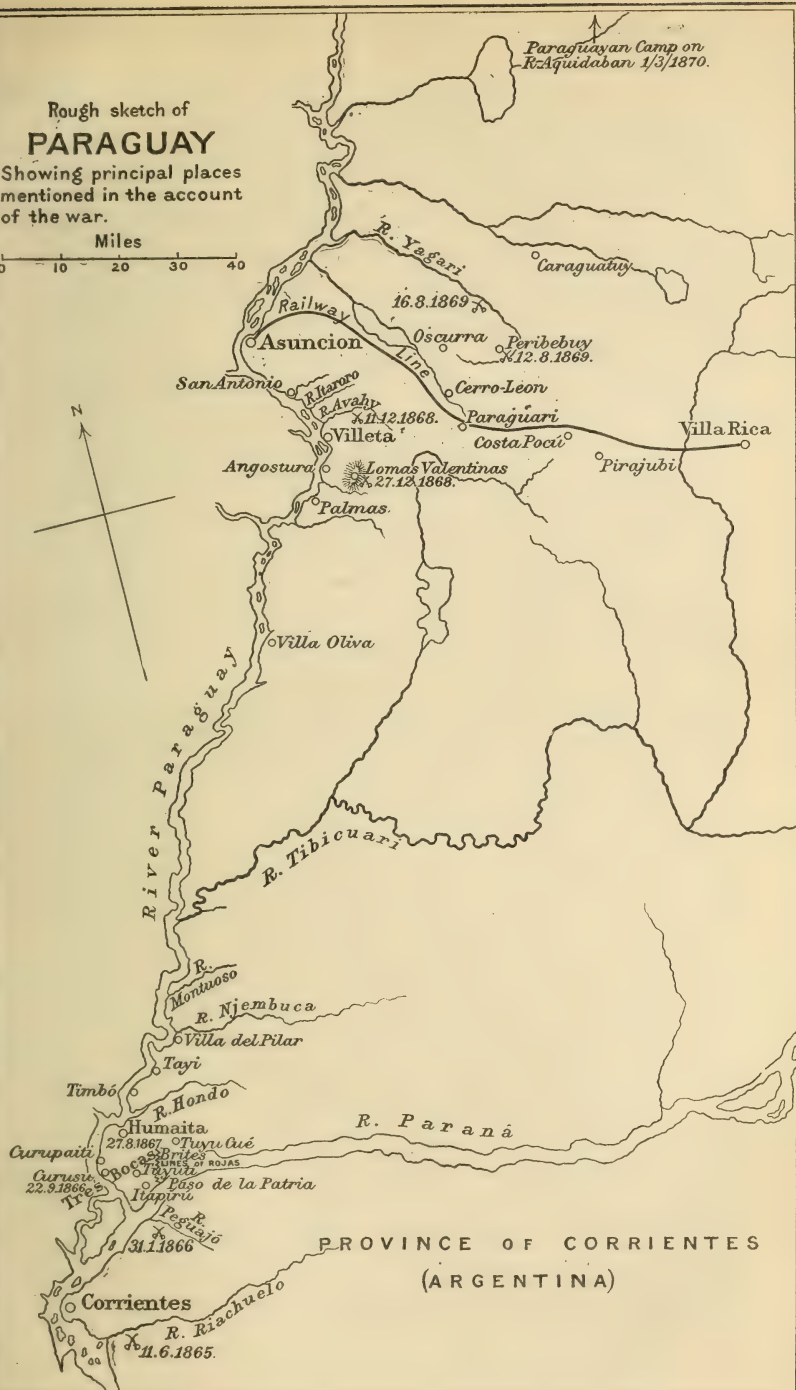 Paraguayan Camp on
R. Aquidaban 1/3/1870.
Rough sketch of
PARAGUAY
Showing principal places
mentioned in the account
of the war.
Miles
0 10 20 30 40
R. Yagari
Caraguatuy
16.8.1869
Railway Line
Oscurra
Peribebuy
12.8.1869.
Asuncion
San Antonio
R. Itaroro
Cerro-Leon
R. Avahy
11.12.1868.
Paraguari
Villa Rica
Villeta
Costa Pocú
Pirajubi
N
Angostura
Lomas Valentinas
27.12.1868.
Palmas
Villa Oliva
River Paraguay
R. Tibicuari
R.
Montuoso
R. Njembuca
Villa del Pilar
Tayi
Timbó
R. Hondo
Humaita
R. Paraná
27.8.1867
Tuyu Cué
Curupaiti
Brites
LINES OF ROJAS
Tres Bocas
Tuyuti
Curusu
22.9.1866
Paso de la Patria
Itapirú
R.
Peguajó
31.1.1866
PROVINCE OF CORRIENTES
(ARGENTINA)
Corrientes
R. Riachuelo
11.6.1865.